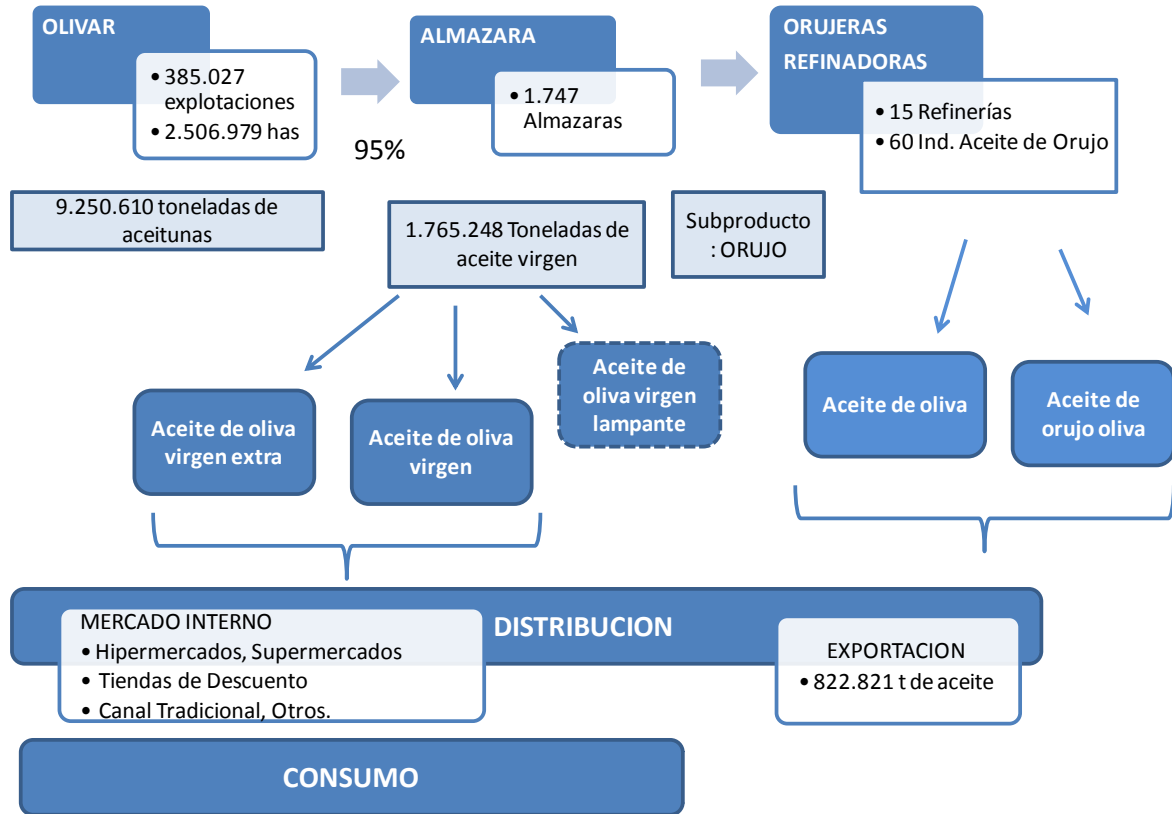 OLIVAR
• 385.027
explotaciones
• 2.506.979 has
95%
ALMAZARA
• 1.747
Almazaras
ORUJERAS
REFINADORAS
• 15 Refinerías
• 60 Ind. Aceite de Orujo
9.250.610 toneladas de
aceitunas
1.765.248 Toneladas de
aceite virgen
Subproducto
: ORUJO
Aceite de oliva
virgen extra
Aceite de oliva
virgen
Aceite de
oliva virgen
lampante
Aceite de oliva
Aceite de
orujo oliva
DISTRIBUCION
MERCADO INTERNO
• Hipermercados, Supermercados
• Tiendas de Descuento
• Canal Tradicional, Otros.
EXPORTACION
• 822.821 t de aceite
CONSUMO